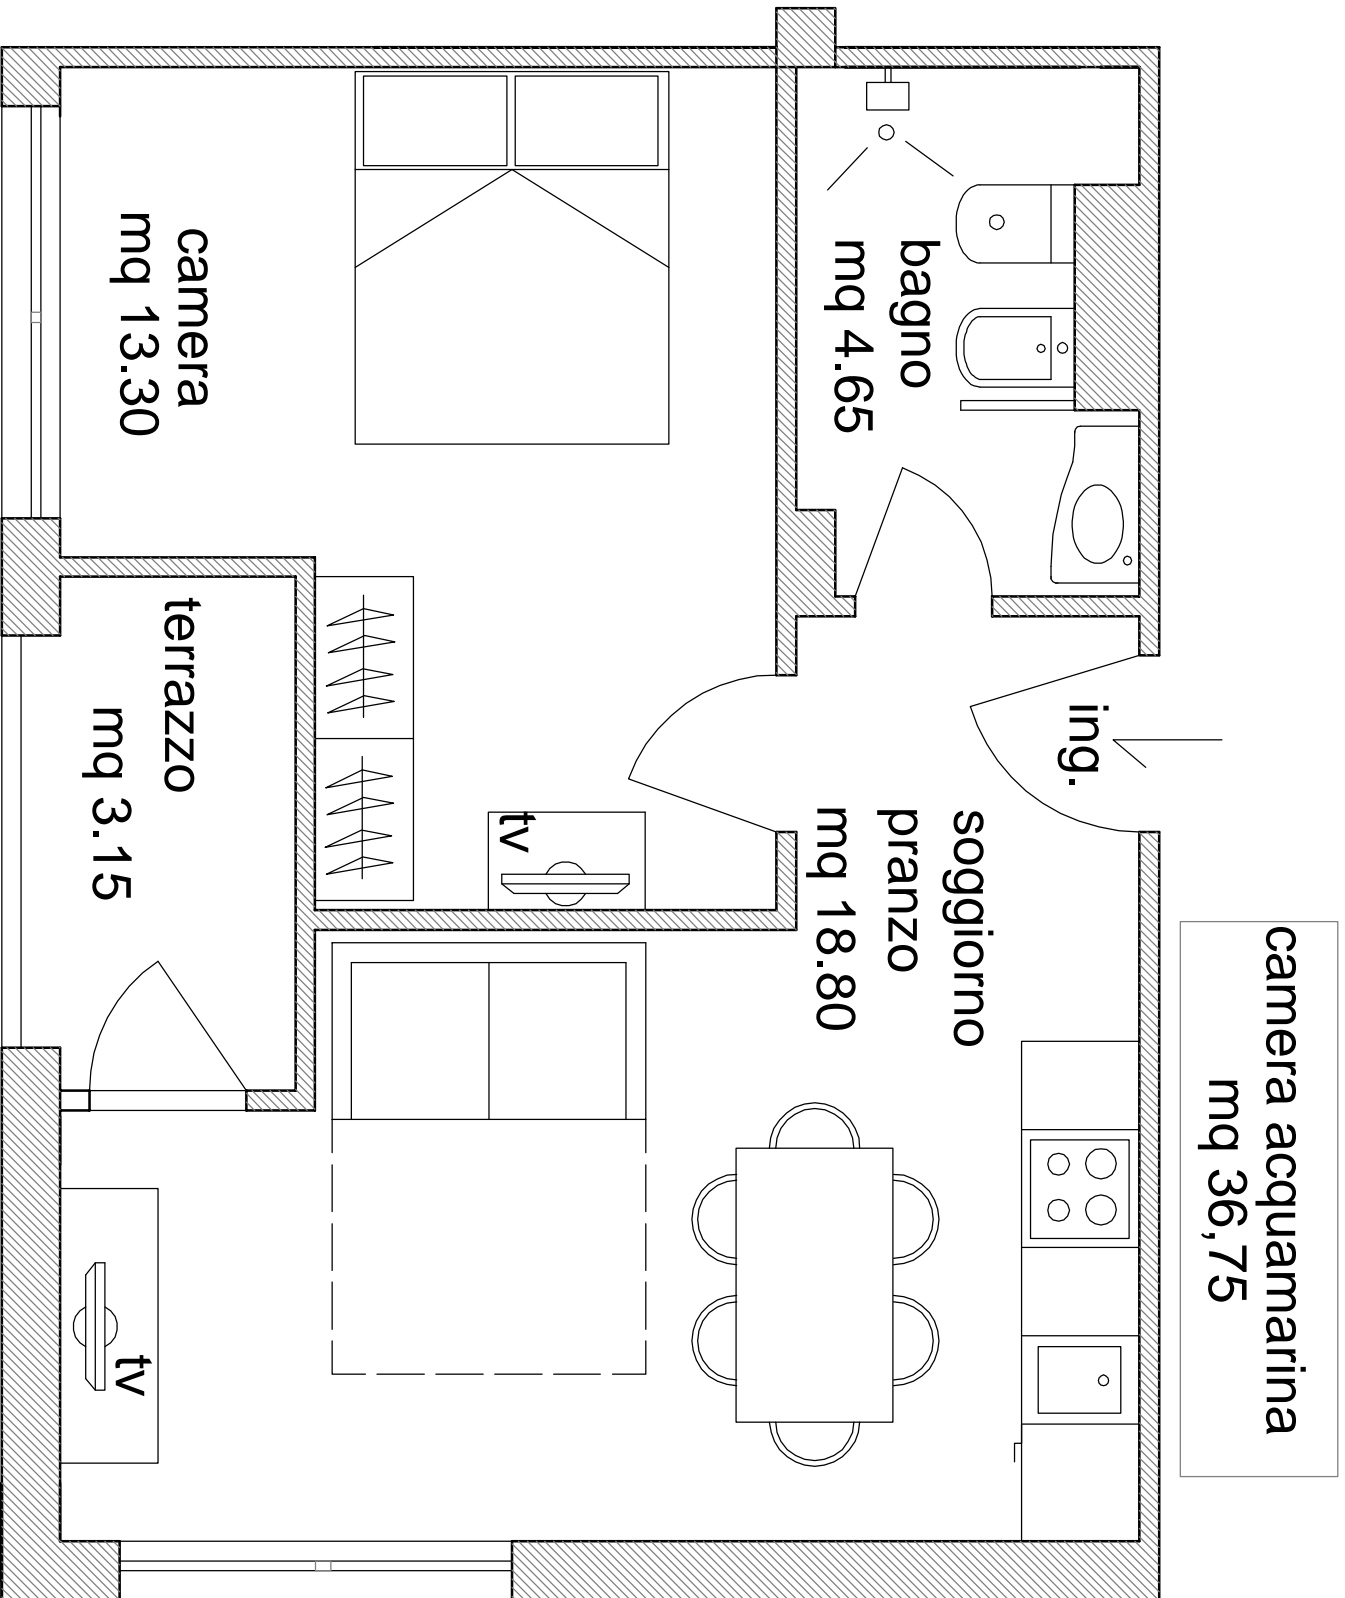 camera acquamarina
mq 36,75
bagno
mq 4.65
ing.
soggiorno
pranzo
mq 18.80
camera
mq 13.30
tv
terrazzo
mq 3.15
tv